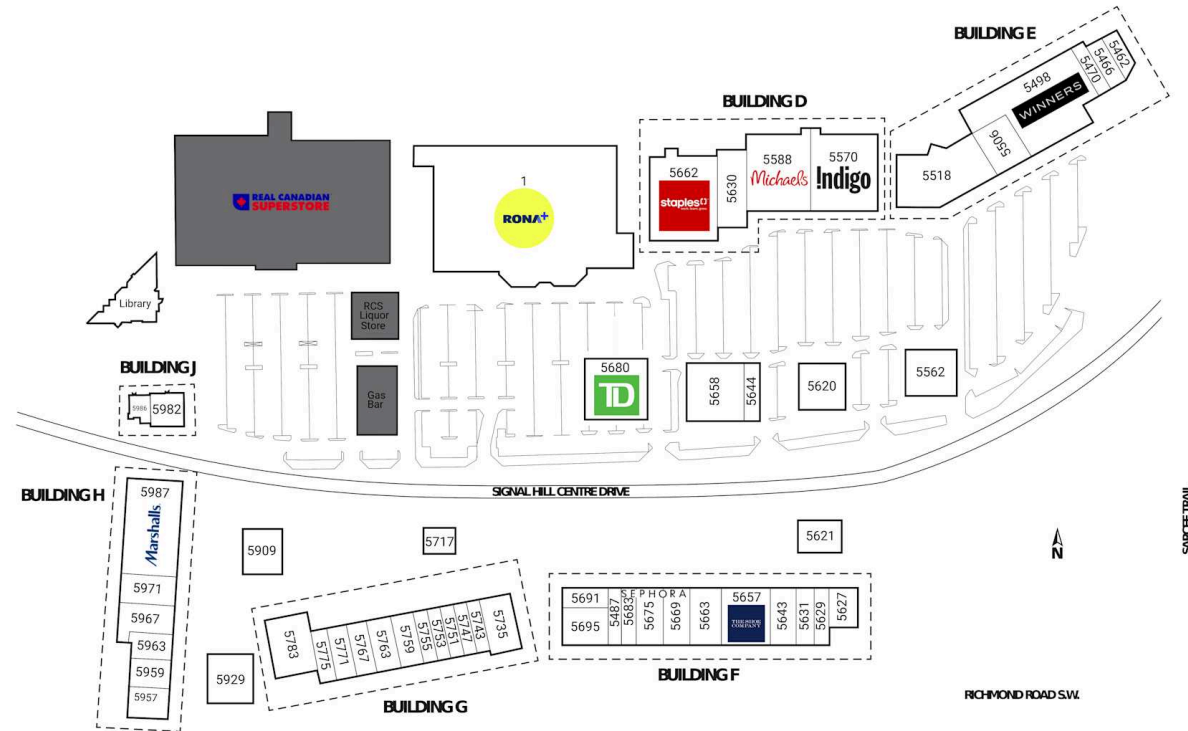 BUILDING E
5462
5466
5470
5498
WINNERS
5506
5518
BUILDING D
5662
staples
5630
5588
Michaels
5570
!ndigo
REAL CANADIAN
SUPERSTORE
1
RONA+
Library
RCS
Liquor
Store
Gas
Bar
5680
TD
5658
5644
5620
5562
BUILDING J
5986
5982
SIGNAL HILL CENTRE DRIVE
BUILDING H
5987
Marshalls
5971
5967
5963
5959
5957
5909
5929
5717
5621
N
SARCEE TRAIL
5783
5775
5771
5767
5763
5759
5755
5753
5751
5747
5743
5735
BUILDING G
SEPHORA
5691
5695
5487
5683
5675
5669
5663
5657
THE SHOE
COMPANY
5643
5631
5629
5627
BUILDING F
RICHMOND ROAD S.W.